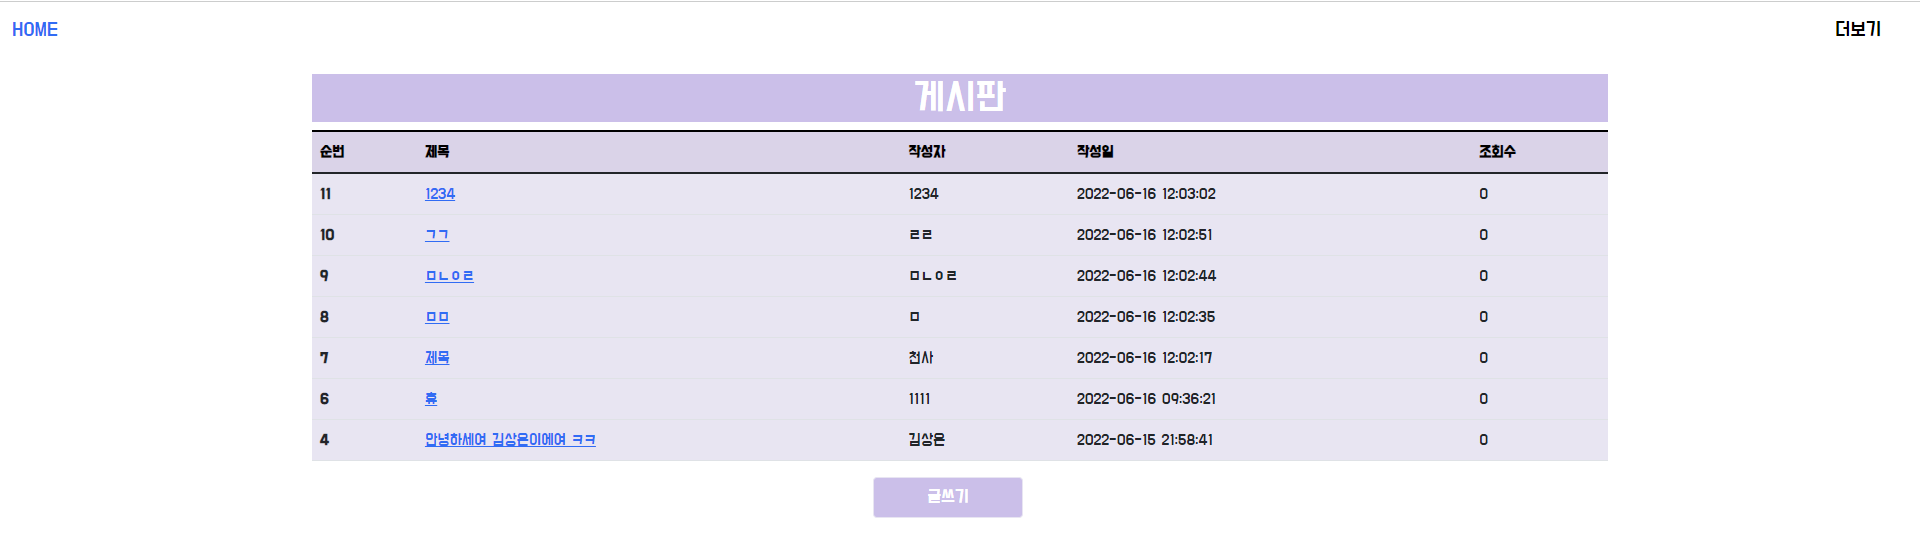 HOME 더보기
게시판
순번 제목 작성자 작성일 조회수
11 1234 1234 2022-06-16 12:03:02 0
10 ㄱㄱ ㄹㄹ 2022-06-16 12:02:51 0
9 ㅁㄴㅇㄹ ㅁㄴㅇㄹ 2022-06-16 12:02:44 0
8 ㅁㅁ ㅁ 2022-06-16 12:02:35 0
7 제목 천사 2022-06-16 12:02:17 0
6 휴 1111 2022-06-16 09:36:21 0
4 안녕하세여 김상은이에여 ㅋㅋ 김상은 2022-06-15 21:58:41 0
글쓰기